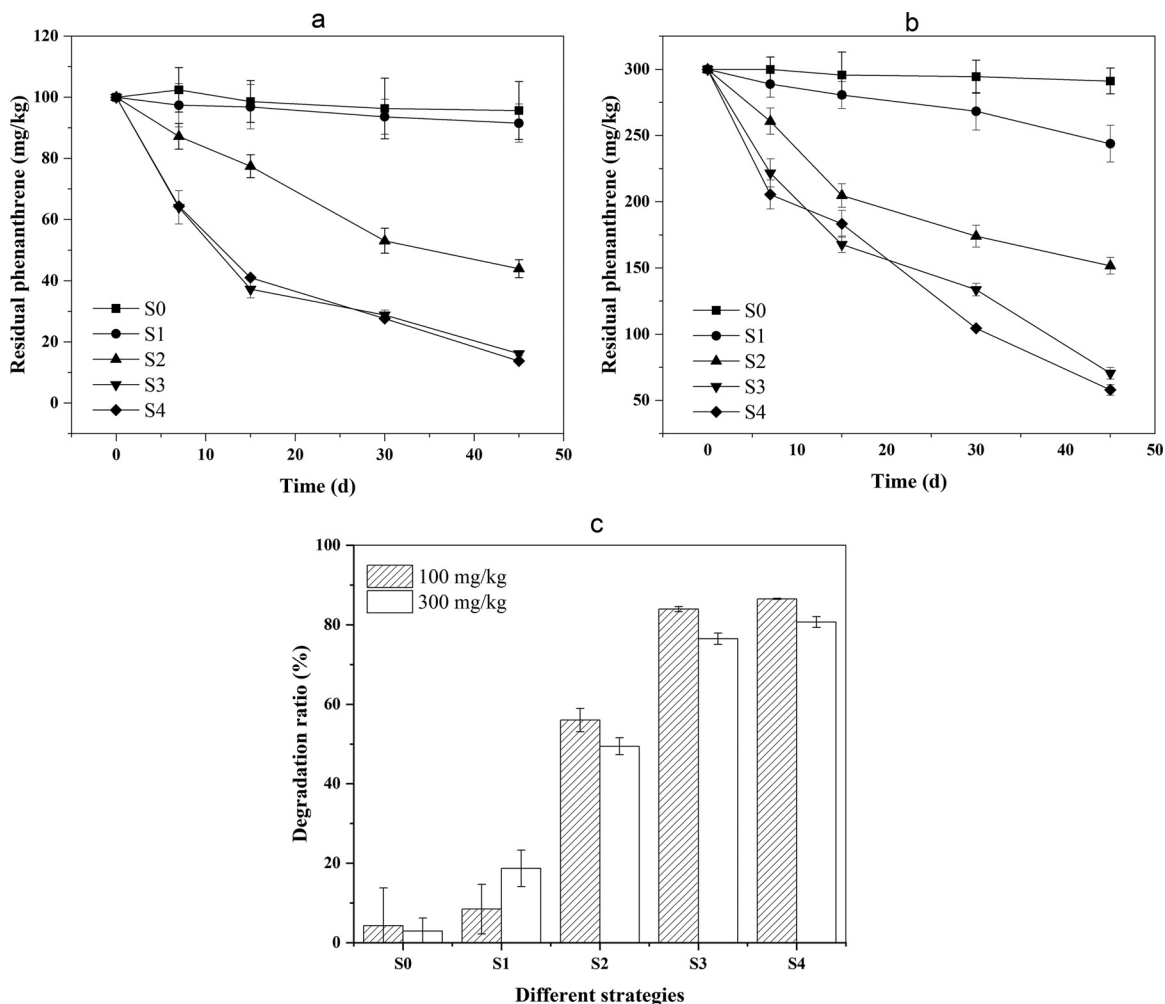 a
Residual phenanthrene (mg/kg)
120
100
80
60
40
20
0
S0
S1
S2
S3
S4
0 10 20 30 40 50
Time (d)
b
Residual phenanthrene (mg/kg)
300
250
200
150
100
50
S0
S1
S2
S3
S4
0 10 20 30 40 50
Time (d)
c
Degradation ratio (%)
100
80
60
40
20
0
100 mg/kg
300 mg/kg
S0 S1 S2 S3 S4
Different strategies